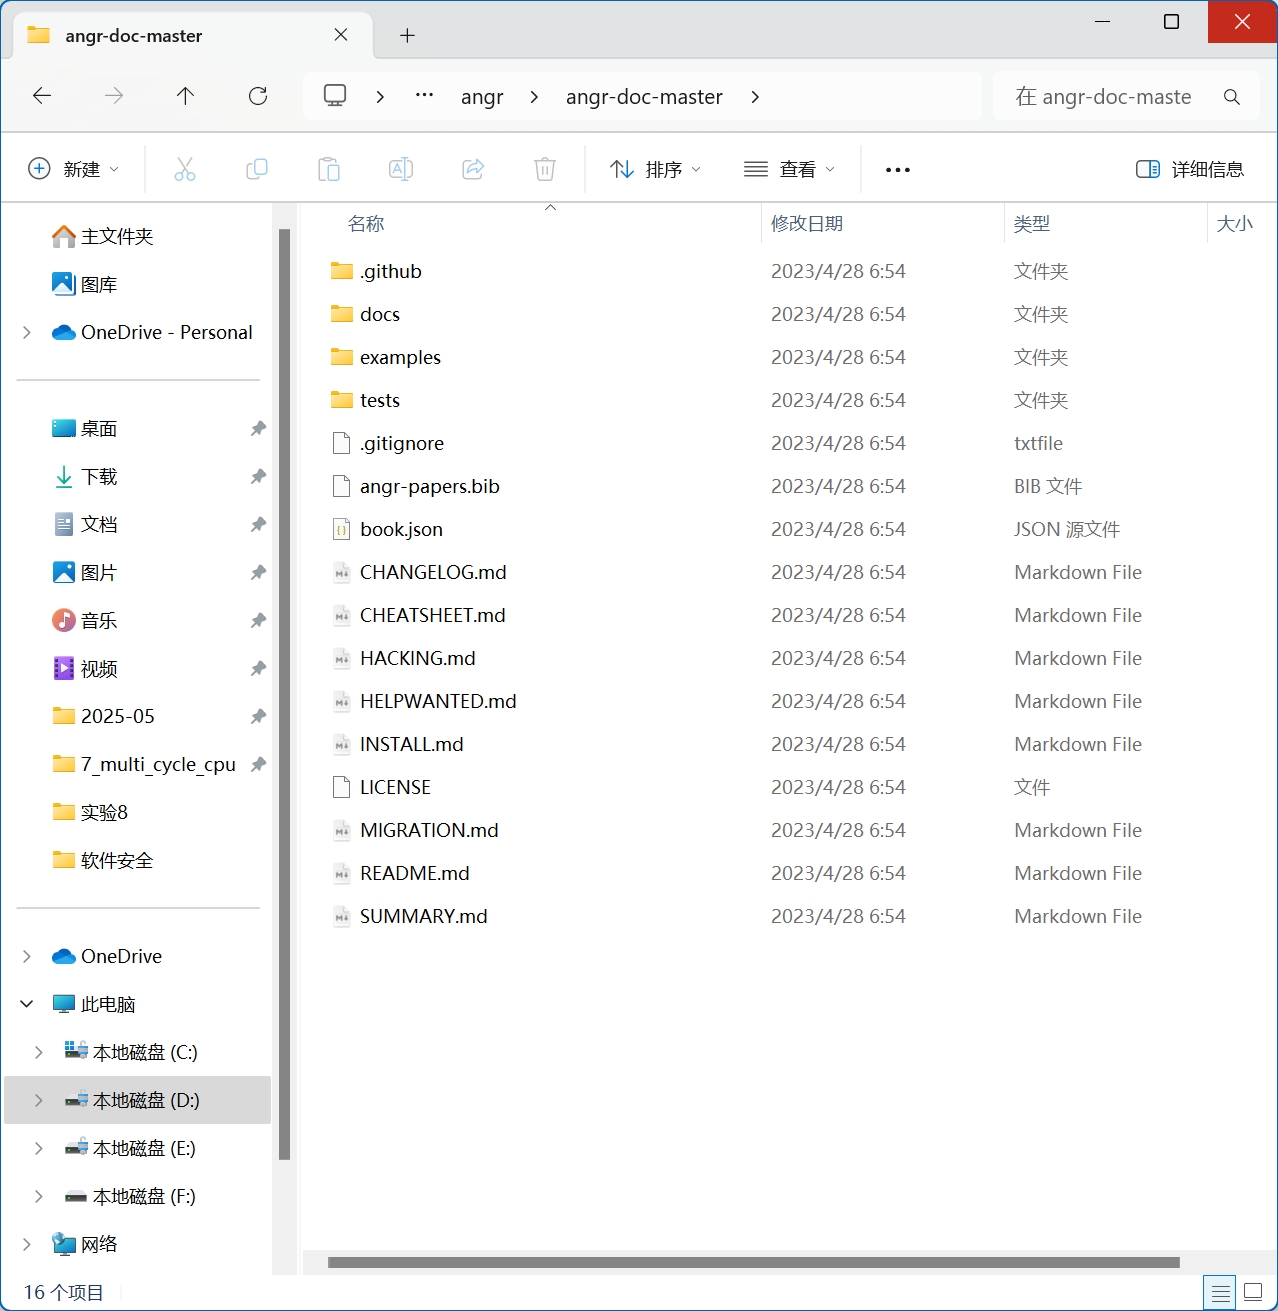 angr-doc-master
angr
angr-doc-master
在 angr-doc-maste
新建
排序
查看
详细信息
主文件夹
图库
OneDrive - Personal
桌面
下载
文档
图片
音乐
视频
2025-05
7_multi_cycle_cpu
实验8
软件安全
OneDrive
此电脑
本地磁盘 (C:)
本地磁盘 (D:)
本地磁盘 (E:)
本地磁盘 (F:)
网络
名称 修改日期 类型 大小
.github 2023/4/28 6:54 文件夹
docs 2023/4/28 6:54 文件夹
examples 2023/4/28 6:54 文件夹
tests 2023/4/28 6:54 文件夹
.gitignore 2023/4/28 6:54 txtfile
angr-papers.bib 2023/4/28 6:54 BIB 文件
book.json 2023/4/28 6:54 JSON 源文件
CHANGELOG.md 2023/4/28 6:54 Markdown File
CHEATSHEET.md 2023/4/28 6:54 Markdown File
HACKING.md 2023/4/28 6:54 Markdown File
HELPWANTED.md 2023/4/28 6:54 Markdown File
INSTALL.md 2023/4/28 6:54 Markdown File
LICENSE 2023/4/28 6:54 文件
MIGRATION.md 2023/4/28 6:54 Markdown File
README.md 2023/4/28 6:54 Markdown File
SUMMARY.md 2023/4/28 6:54 Markdown File
16 个项目